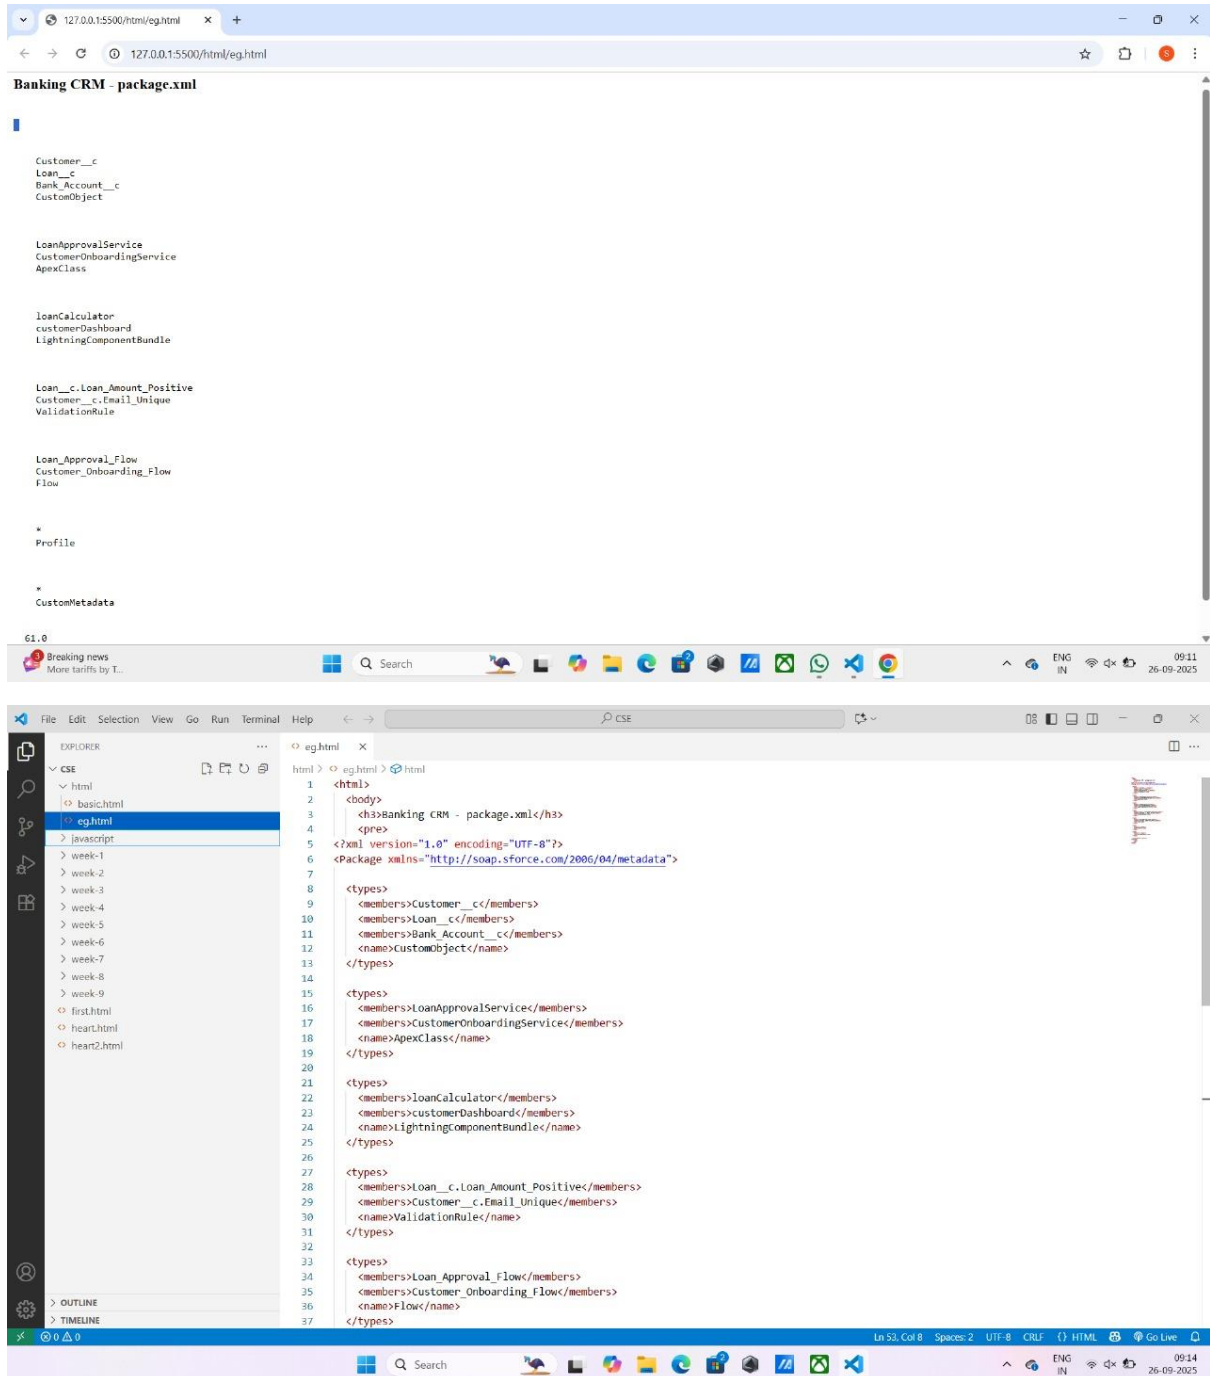 127.0.0.1:5500/html/eg.html
127.0.0.1:5500/html/eg.html
S
Banking CRM - package.xml
Customer__c
Loan__c
Bank_Account__c
CustomObject
LoanApprovalService
CustomerOnboardingService
ApexClass
loanCalculator
customerDashboard
LightningComponentBundle
Loan__c.Loan_Amount_Positive
Customer__c.Email_Unique
ValidationRule
Loan_Approval_Flow
Customer_Onboarding_Flow
Flow
*
Profile
*
CustomMetadata
61.0
3
Breaking news
More tariffs by T...
Search
2
ENG
IN
09:11
26-09-2025
File Edit Selection View Go Run Terminal Help
CSE
EXPLORER
CSE
html
basic.html
eg.html
javascript
week-1
week-2
week-3
week-4
week-5
week-6
week-7
week-8
week-9
first.html
heart.html
heart2.html
OUTLINE
TIMELINE
eg.html
html > eg.html > html
1 <html>
2 <body>
3 <h3>Banking CRM - package.xml</h3>
4 <pre>
5 <?xml version="1.0" encoding="UTF-8"?>
6 <Package xmlns="http://soap.sforce.com/2006/04/metadata">
7
8 <types>
9 <members>Customer__c</members>
10 <members>Loan__c</members>
11 <members>Bank_Account__c</members>
12 <name>CustomObject</name>
13 </types>
14
15 <types>
16 <members>LoanApprovalService</members>
17 <members>CustomerOnboardingService</members>
18 <name>ApexClass</name>
19 </types>
20
21 <types>
22 <members>loanCalculator</members>
23 <members>customerDashboard</members>
24 <name>LightningComponentBundle</name>
25 </types>
26
27 <types>
28 <members>Loan__c.Loan_Amount_Positive</members>
29 <members>Customer__c.Email_Unique</members>
30 <name>ValidationRule</name>
31 </types>
32
33 <types>
34 <members>Loan_Approval_Flow</members>
35 <members>Customer_Onboarding_Flow</members>
36 <name>Flow</name>
37 </types>
0 0
Ln 53, Col 8 Spaces: 2 UTF-8 CRLF {} HTML Go Live
Search
2
ENG
IN
09:14
26-09-2025